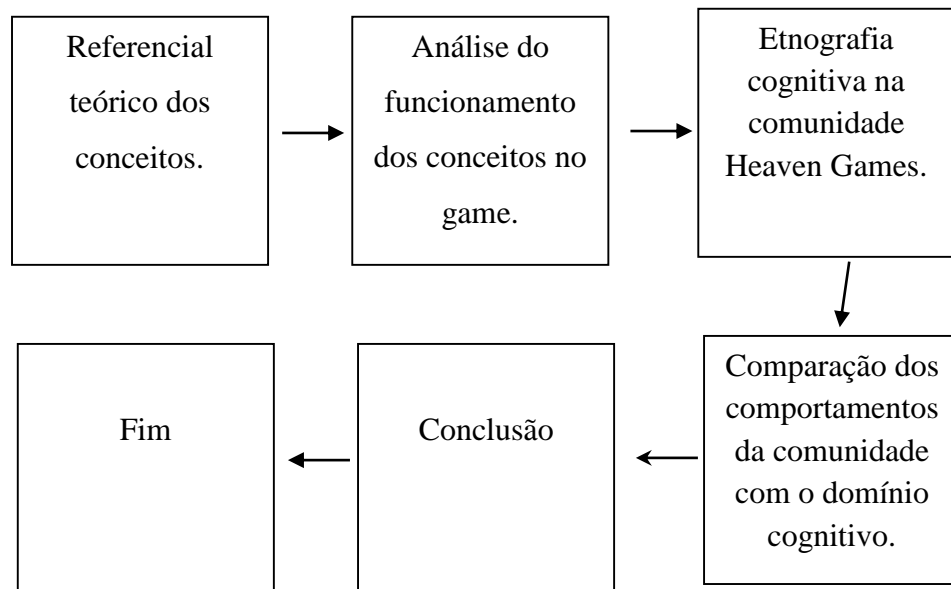 Referencial
teórico dos
conceitos.
Análise do
funcionamento
dos conceitos no
game.
Etnografia
cognitiva na
comunidade
Heaven Games.
Comparação dos
comportamentos
da comunidade
com o domínio
cognitivo.
Conclusão
Fim